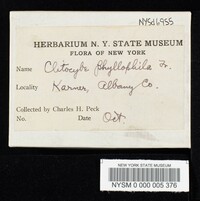 NYSd6955
HERBARIUM N. Y. STATE MUSEUM
FLORA OF NEW YORK
Name Clitocybe phyllophila Fr.
Locality Karner, Albany Co.
Collected by Charles H. Peck
No. Date Oct
NEW YORK STATE MUSEUM
NYSM 0 000 005 376